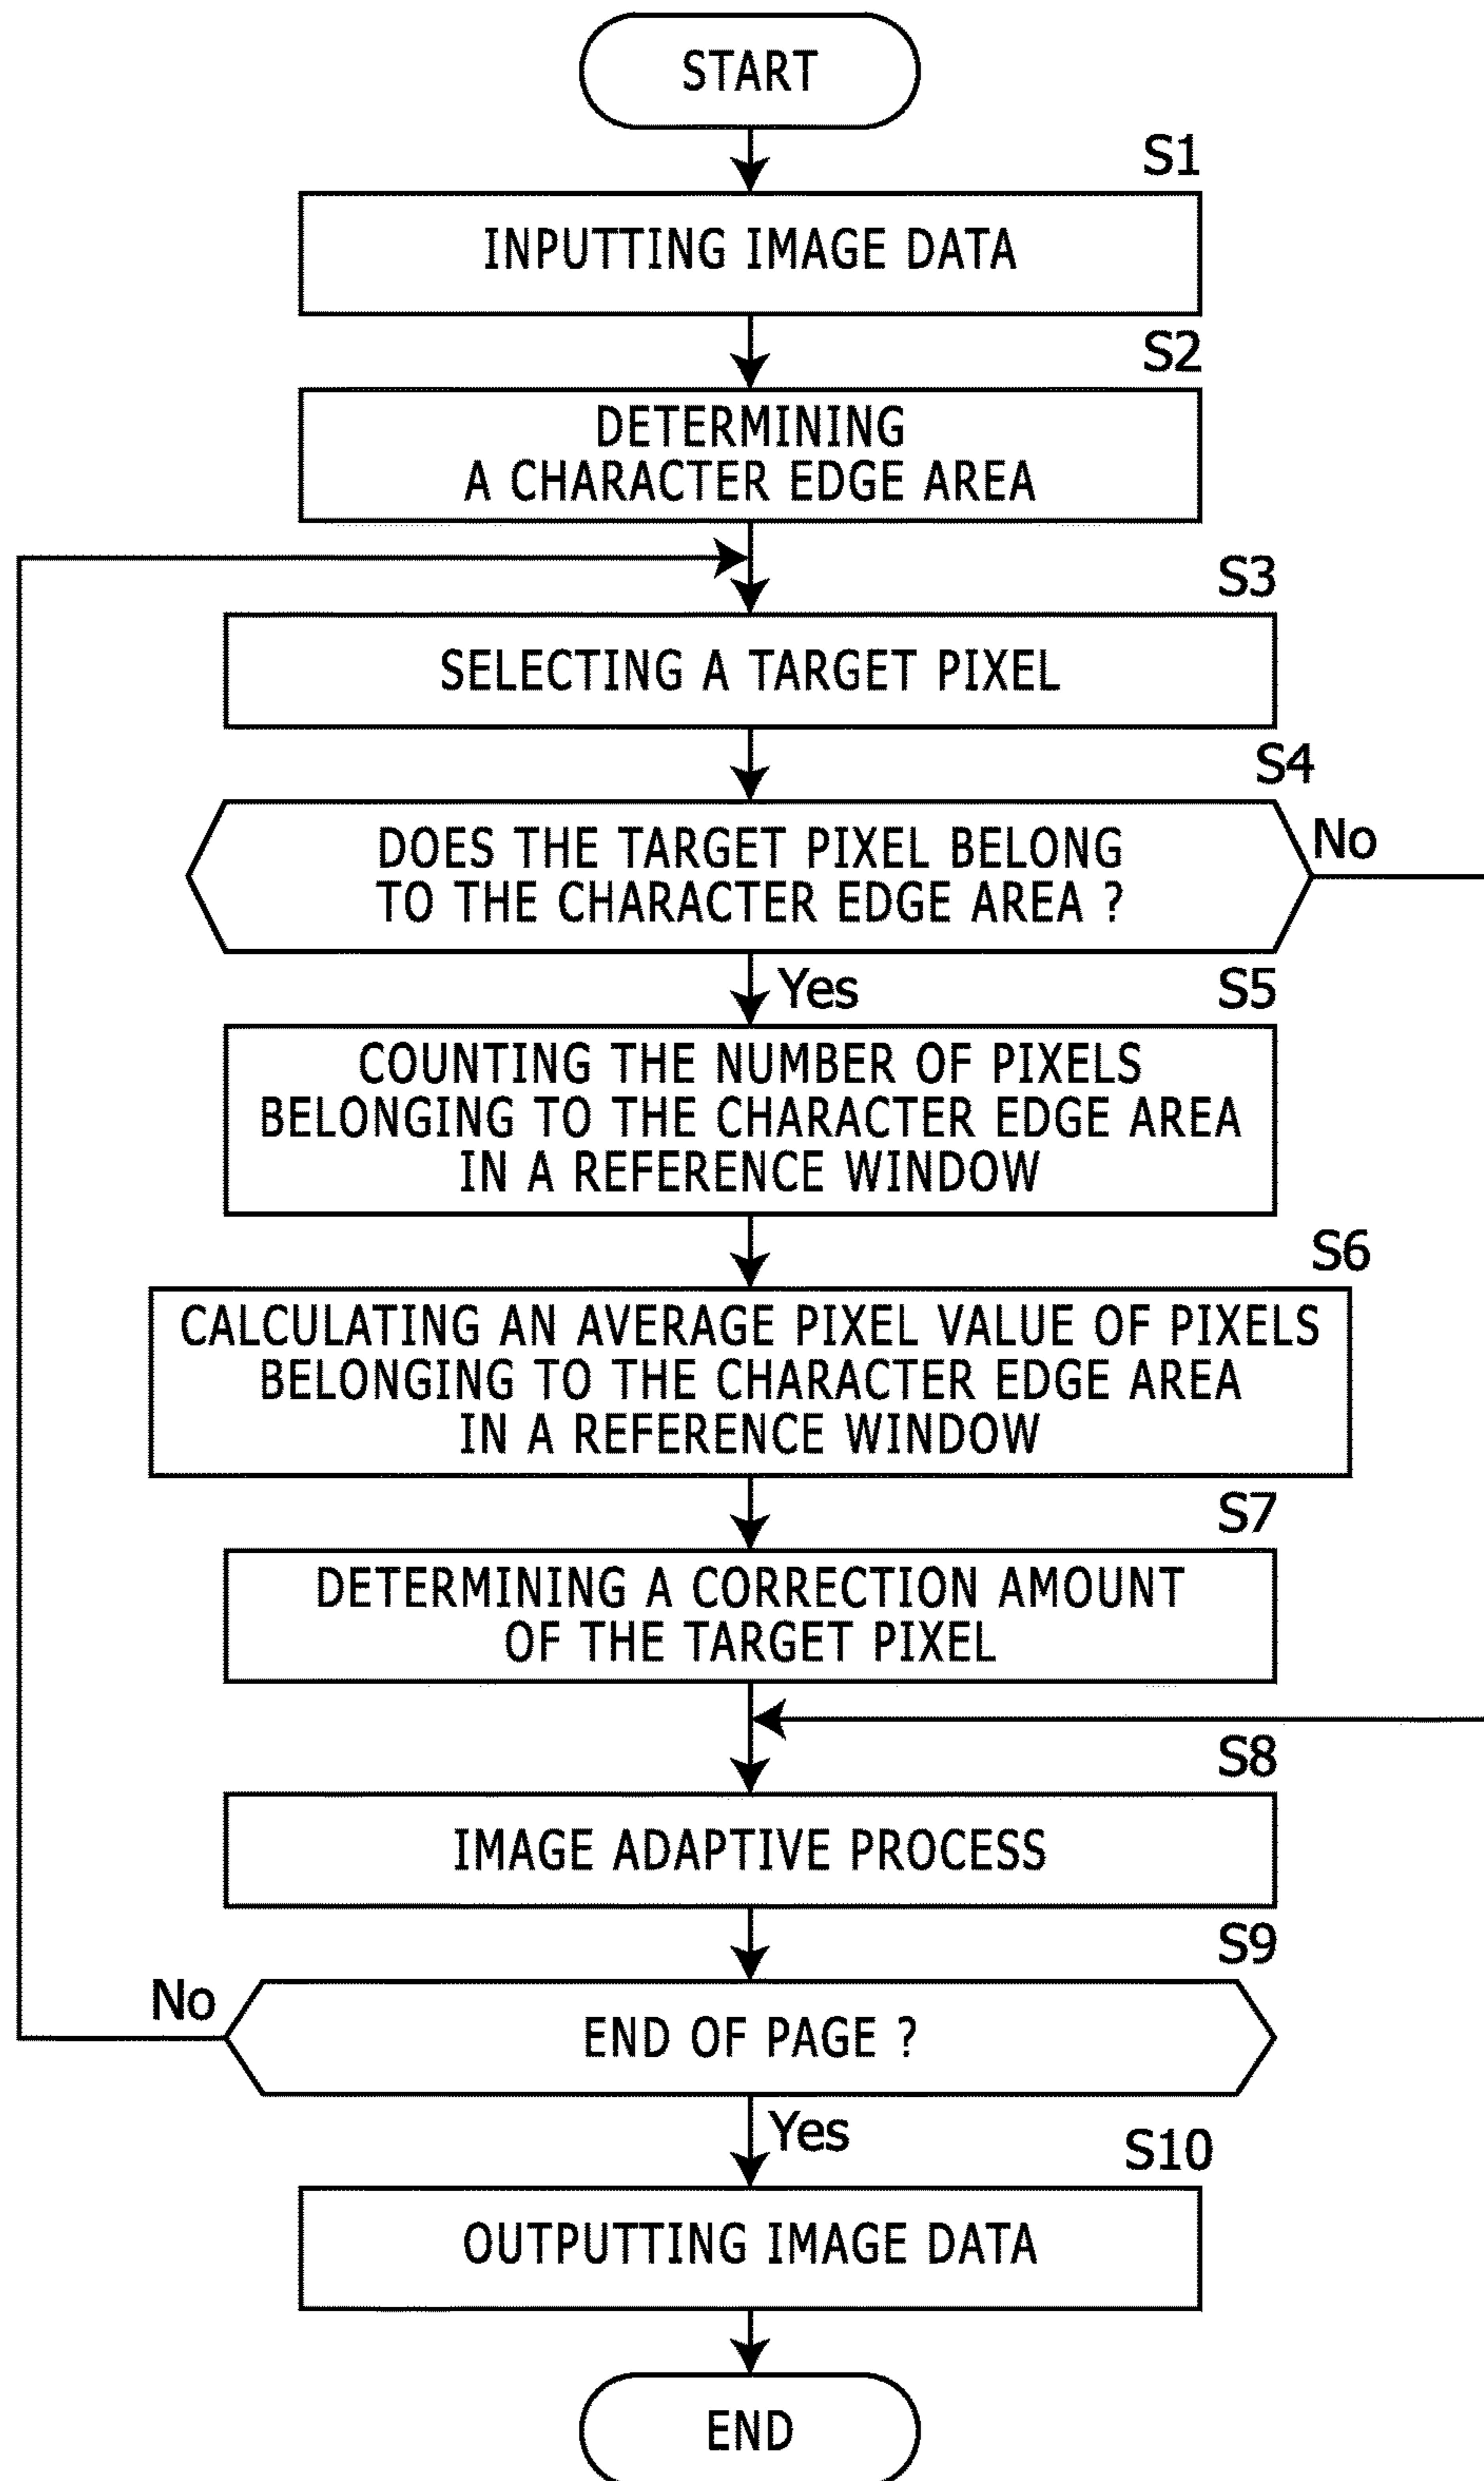 START
S1
INPUTTING IMAGE DATA
S2
DETERMINING
A CHARACTER EDGE AREA
S3
SELECTING A TARGET PIXEL
S4
DOES THE TARGET PIXEL BELONG
TO THE CHARACTER EDGE AREA ?
No
Yes
S5
COUNTING THE NUMBER OF PIXELS
BELONGING TO THE CHARACTER EDGE AREA
IN A REFERENCE WINDOW
S6
CALCULATING AN AVERAGE PIXEL VALUE OF PIXELS
BELONGING TO THE CHARACTER EDGE AREA
IN A REFERENCE WINDOW
S7
DETERMINING A CORRECTION AMOUNT
OF THE TARGET PIXEL
S8
IMAGE ADAPTIVE PROCESS
S9
No
END OF PAGE ?
Yes
S10
OUTPUTTING IMAGE DATA
END